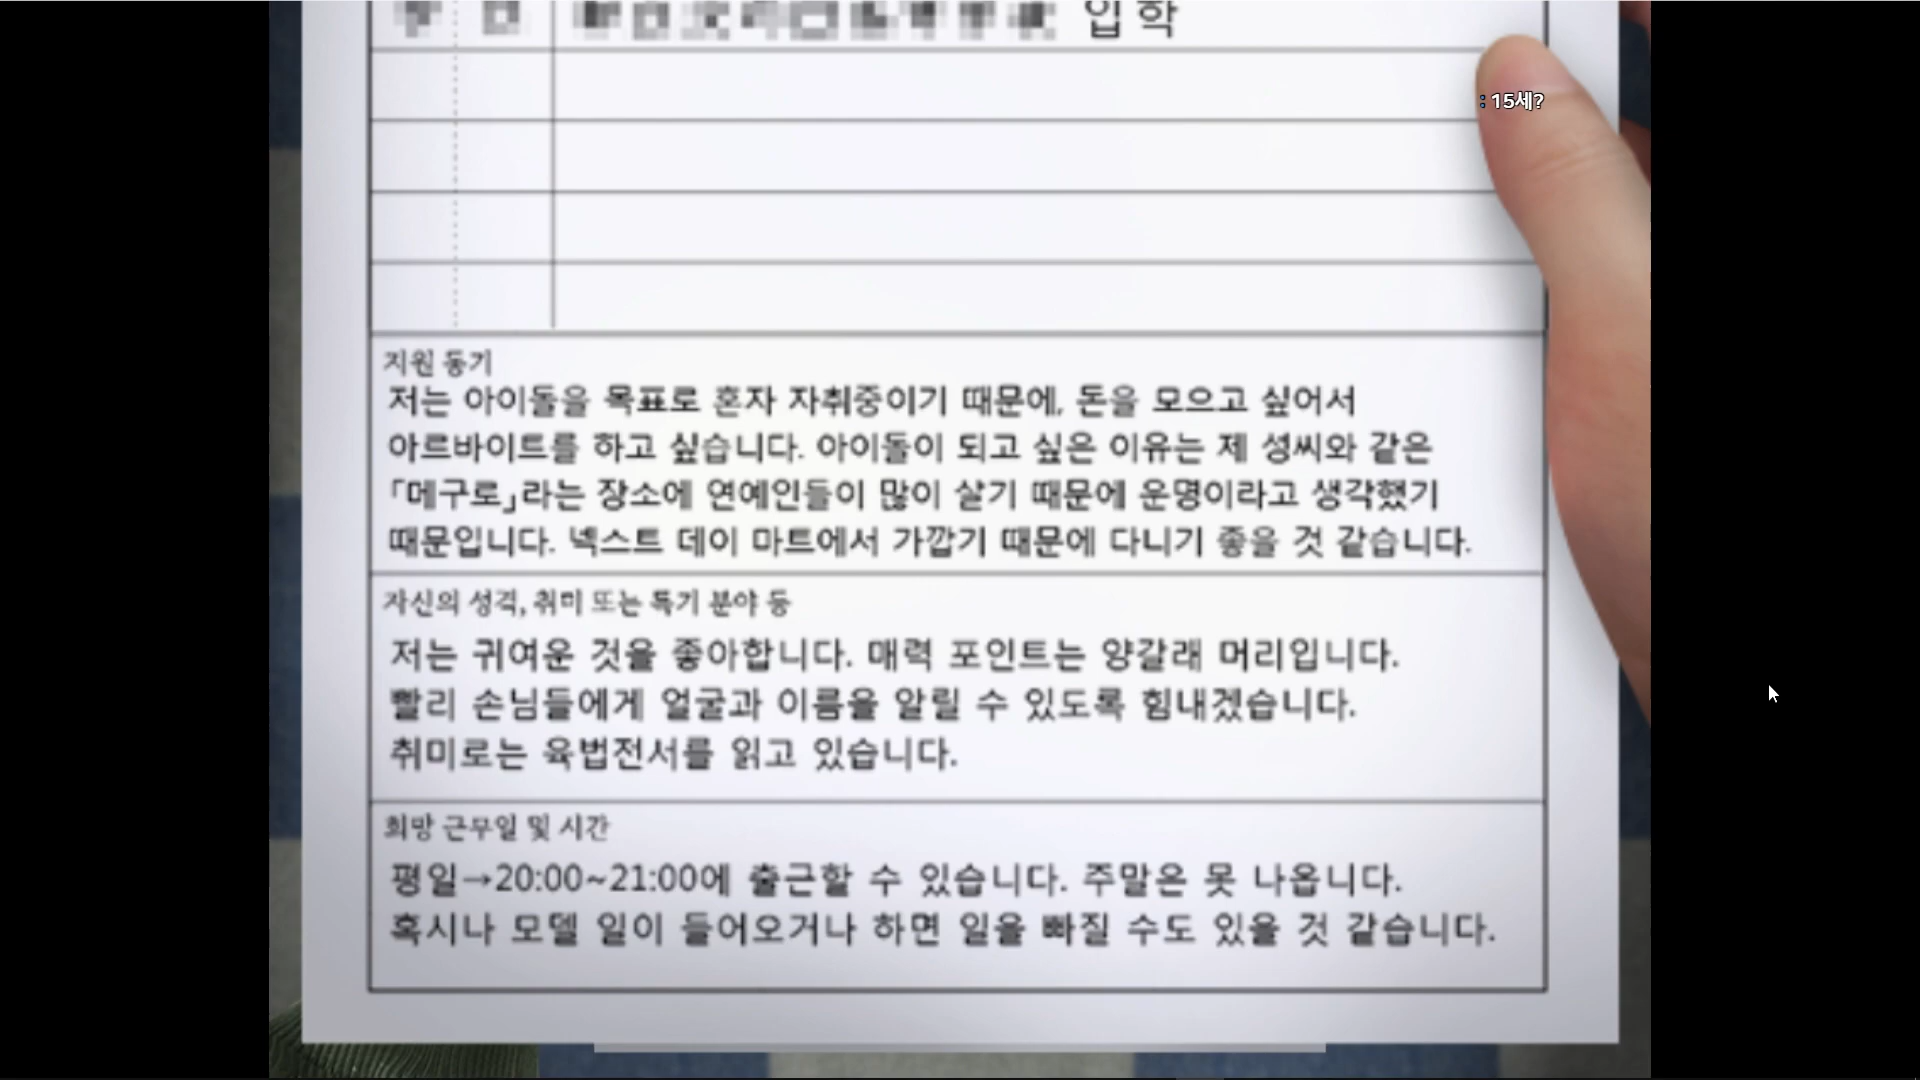 입학
: 15세?
지원 동기
저는 아이돌을 목표로 혼자 자취중이기 때문에, 돈을 모으고 싶어서
아르바이트를 하고 싶습니다. 아이돌이 되고 싶은 이유는 제 성씨와 같은
「메구로」라는 장소에 연예인들이 많이 살기 때문에 운명이라고 생각했기
때문입니다. 넥스트 데이 마트에서 가깝기 때문에 다니기 좋을 것 같습니다.
자신의 성격, 취미 또는 특기 분야 등
저는 귀여운 것을 좋아합니다. 매력 포인트는 양갈래 머리입니다.
빨리 손님들에게 얼굴과 이름을 알릴 수 있도록 힘내겠습니다.
취미로는 육법전서를 읽고 있습니다.
희망 근무일 및 시간
평일→20:00~21:00에 출근할 수 있습니다. 주말은 못 나옵니다.
혹시나 모델 일이 들어오거나 하면 일을 빠질 수도 있을 것 같습니다.